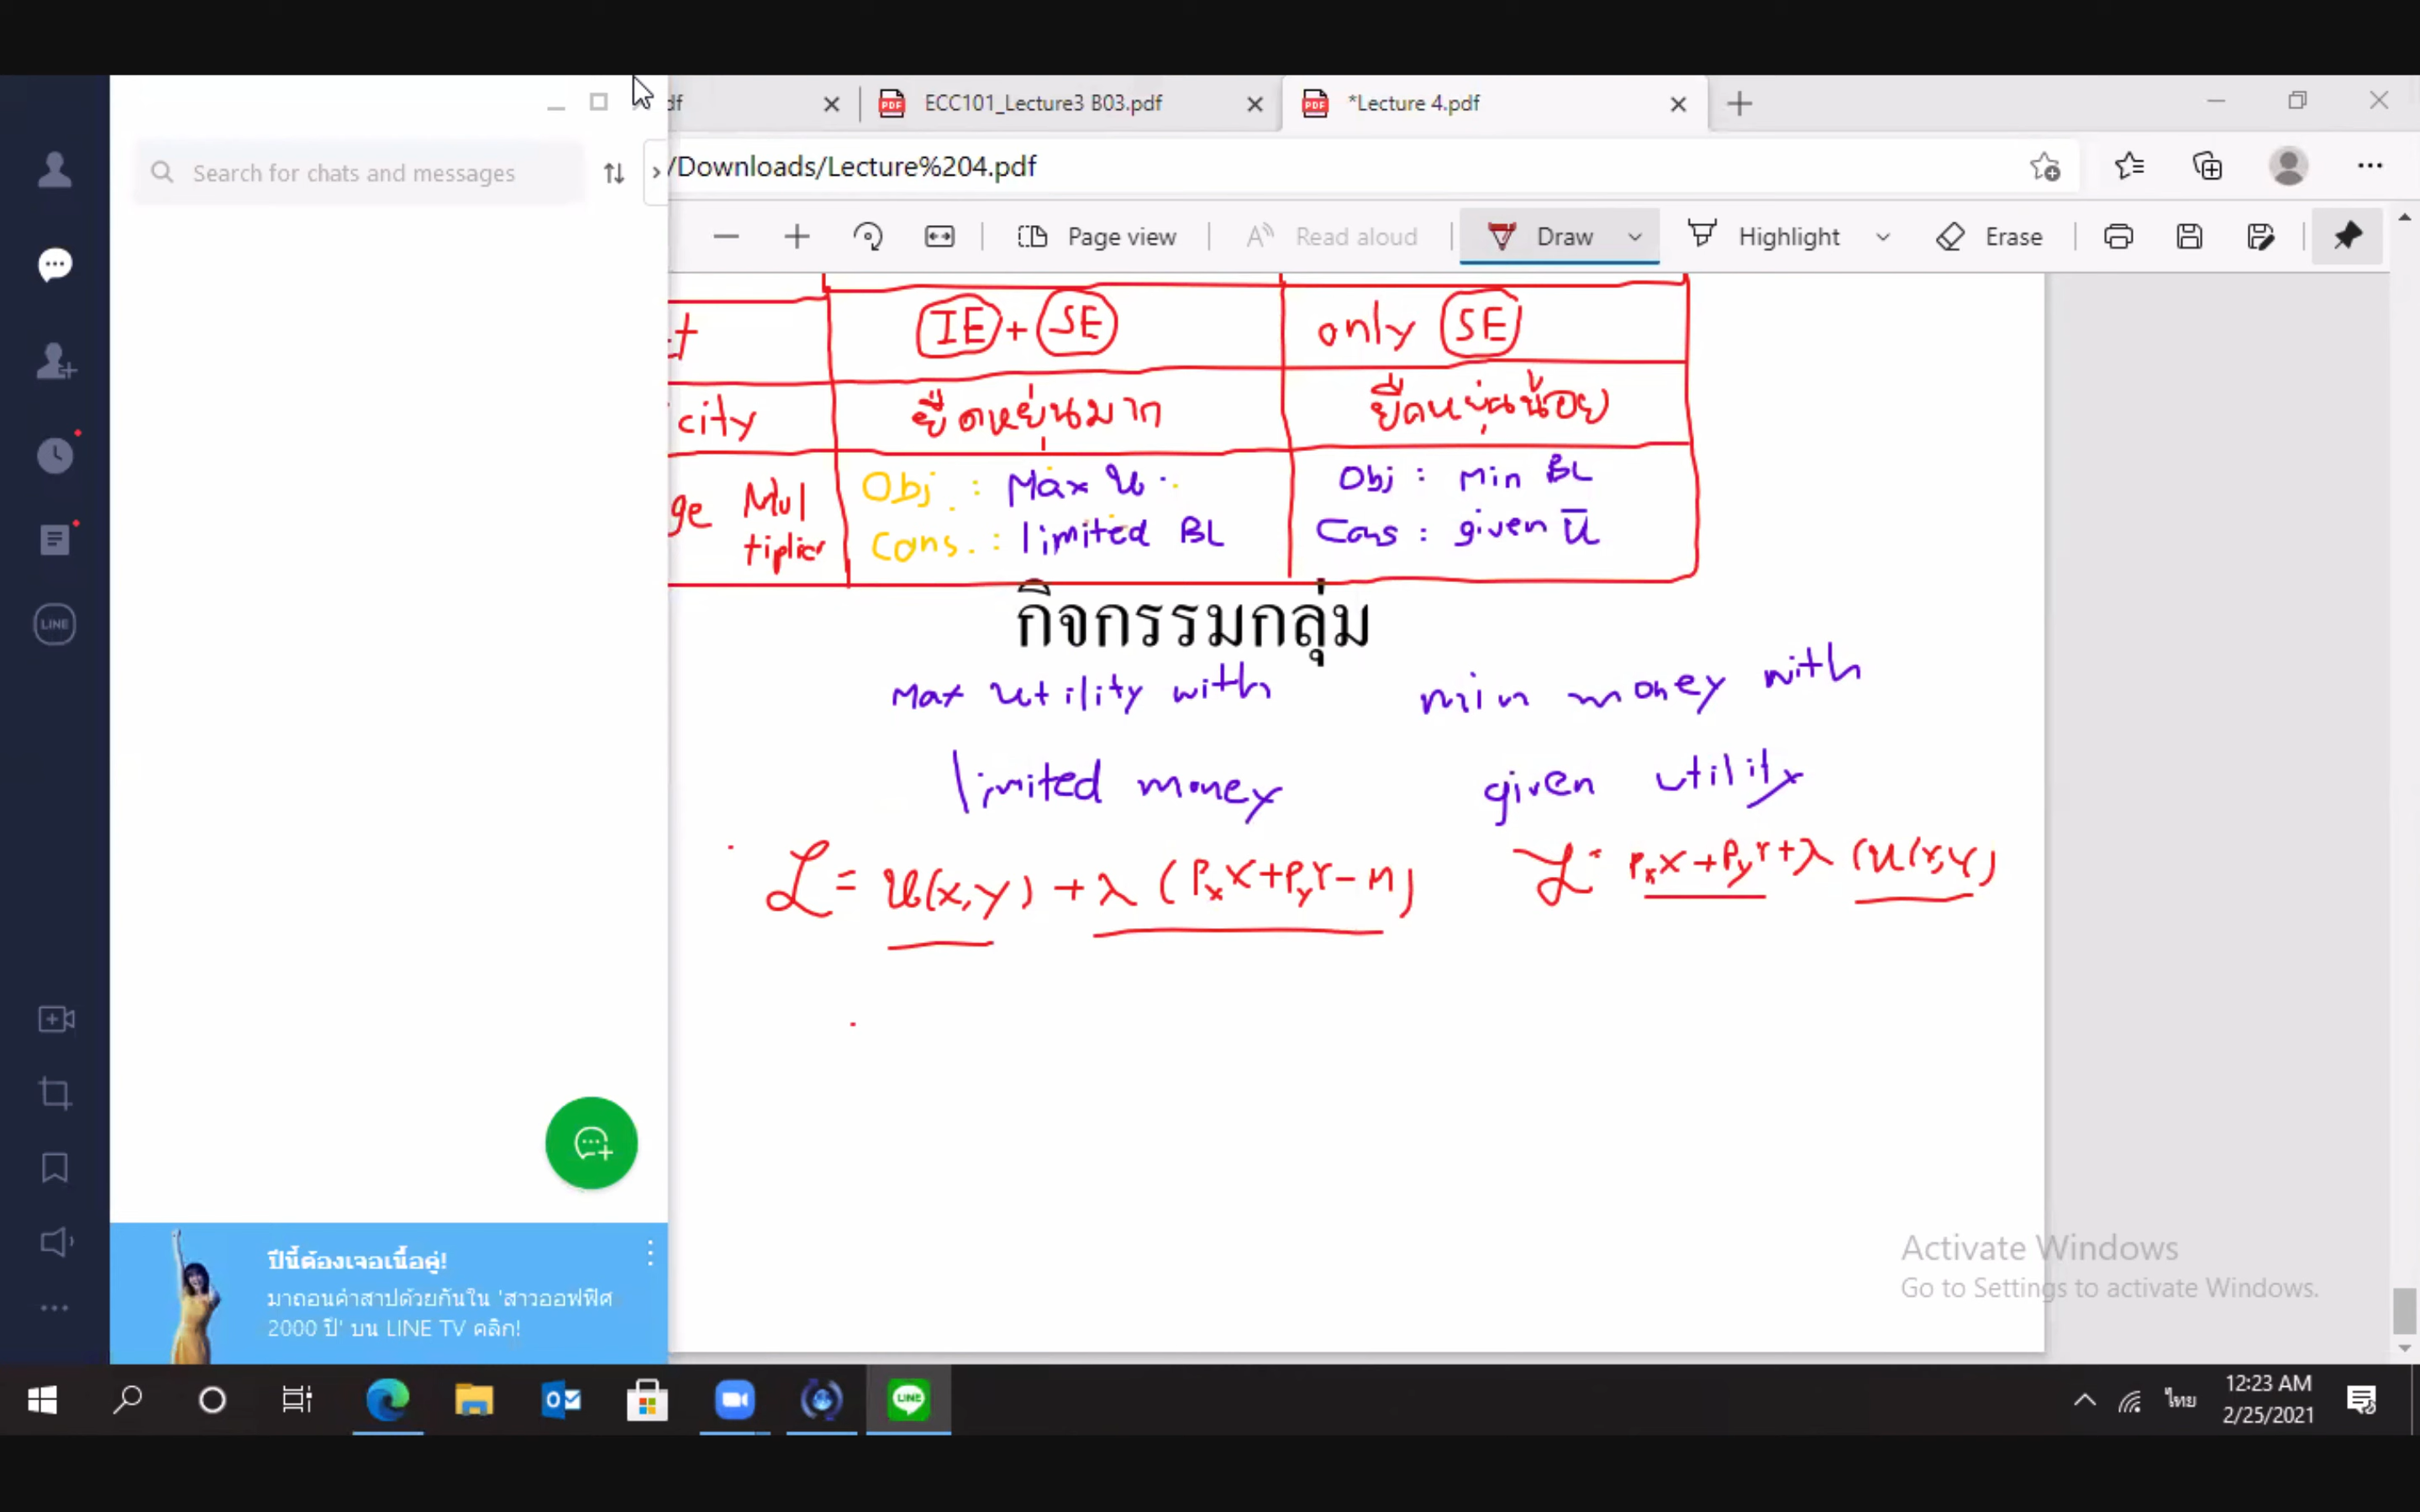 df
ECC101_Lecture3 B03.pdf
*Lecture 4.pdf
Search for chats and messages
/Downloads/Lecture%204.pdf
Page view
Read aloud
Draw
Highlight
Erase
IE + SE
only SE
city
ยืดหยุ่นมาก
ยืดหยุ่นน้อย
ge Mul
tiplier
Obj. : Max U
Cons. : limited BL
Obj : Min BL
Cons : given Ū
กิจกรรมกลุ่ม
Max utility with
limited money
min money with
given utility
ℒ = U(x,y) + λ (PxX+PyY-M)
ℒ = PxX+PyY+λ (U(x,y)
LINE
ปีนี้ต้องเจอเนื้อคู่!
มาถอนคำสาปด้วยกันใน 'สาวออฟฟิศ
2000 ปี' บน LINE TV คลิก!
Activate Windows
Go to Settings to activate Windows.
LINE
ไทย
12:23 AM
2/25/2021